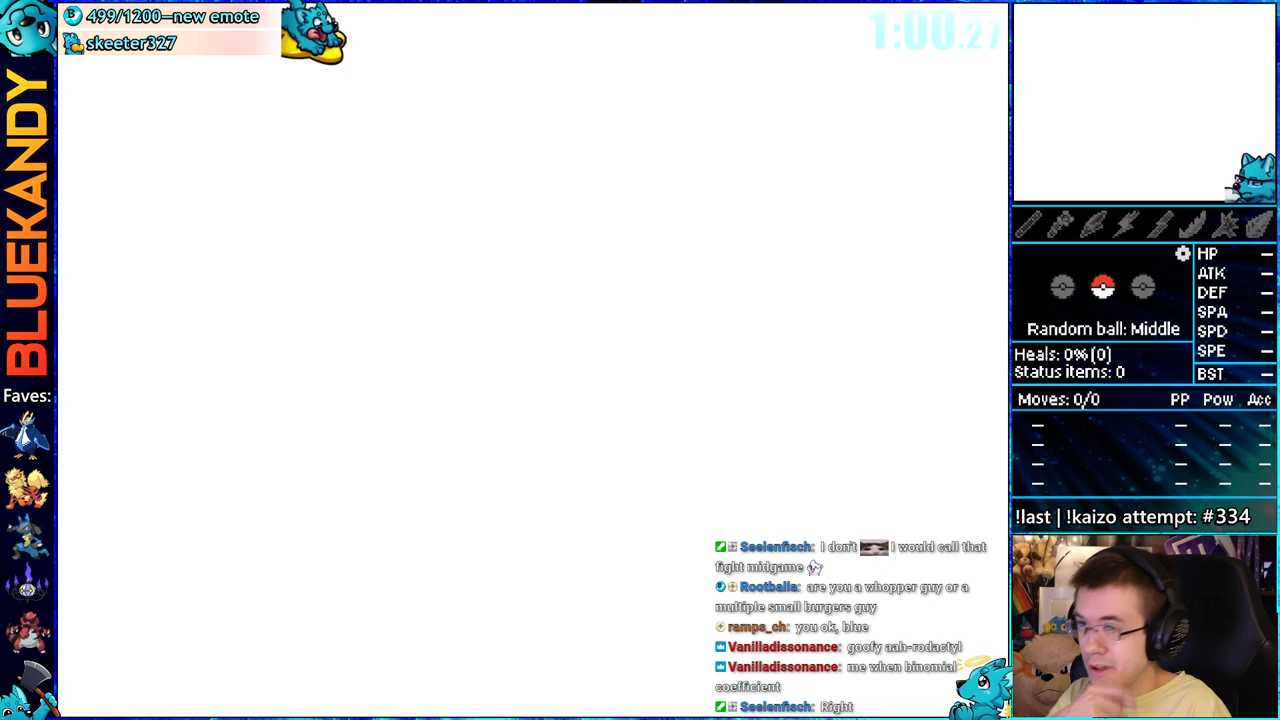 499/1200—new emote
skeeter327
1:00.27
BLUEKANDY
Faves:
Random ball: Middle
Heals: 0% (0)
Status items: 0
HP —
ATK —
DEF —
SPA —
SPD —
SPE —
BST —
Moves: 0/0 PP Pow Acc
— — — —
— — — —
— — — —
— — — —
!last | !kaizo attempt: #334
Seelenfisch: I don't I would call that
fight midgame
Rootballa: are you a whopper guy or a
multiple small burgers guy
ramps_ch: you ok, blue
Vanilladissonance: goofy aah-rodactyl
Vanilladissonance: me when binomial
coefficient
Seelenfisch: Right